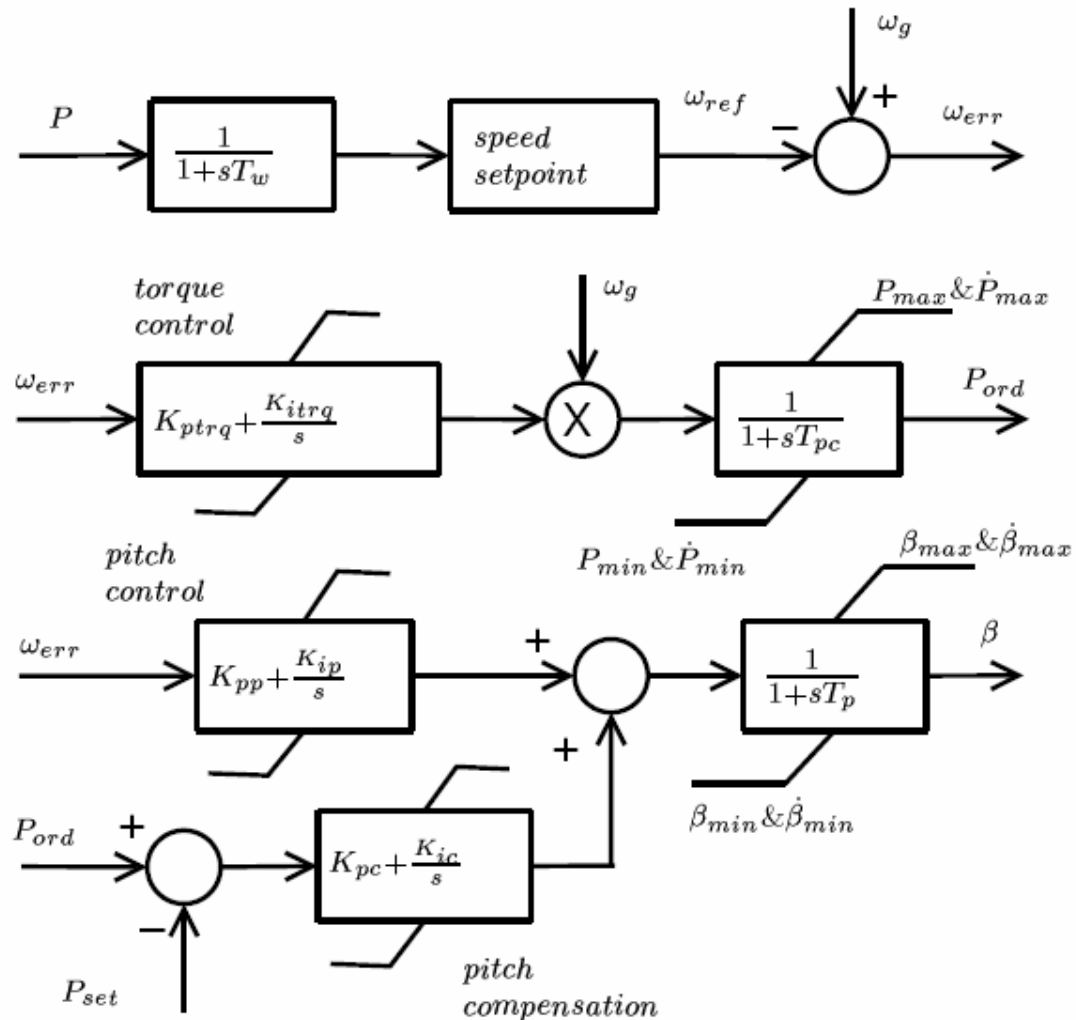 ω_g
P
1/(1+sT_w)
speed
setpoint
ω_ref
−
+
ω_err
torque
control
ω_err
K_ptrq + K_itrq/s
ω_g
X
P_max & Ṗ_max
1/(1+sT_pc)
P_ord
P_min & Ṗ_min
pitch
control
ω_err
K_pp + K_ip/s
+
+
β_max & β̇_max
1/(1+sT_p)
β
β_min & β̇_min
P_ord
+
−
P_set
K_pc + K_ic/s
pitch
compensation